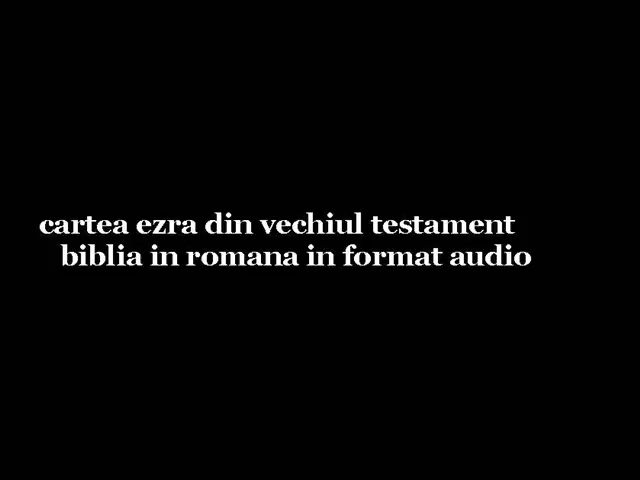 cartea ezra din vechiul testament
biblia in romana in format audio